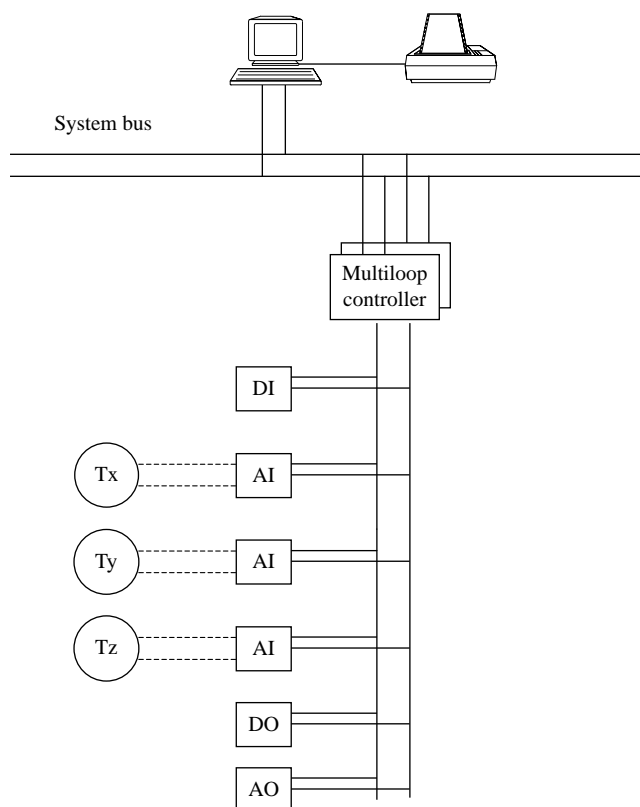 System bus
Multiloop
controller
DI
Tx
AI
Ty
AI
Tz
AI
DO
AO